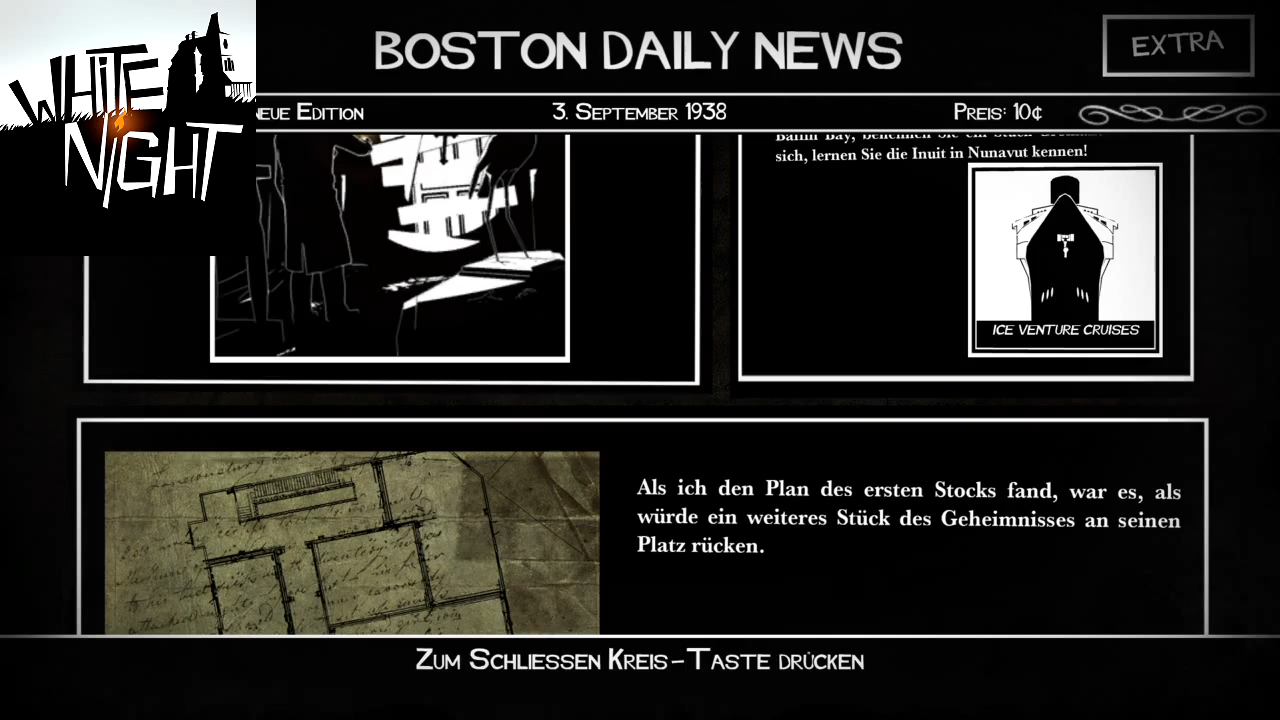 WHITE
NIGHT
BOSTON DAILY NEWS
EXTRA
NEUE EDITION
3. SEPTEMBER 1938
PREIS: 10¢
sich, lernen Sie die Inuit in Nunavut kennen!
ICE VENTURE CRUISES
Als ich den Plan des ersten Stocks fand, war es, als
würde ein weiteres Stück des Geheimnisses an seinen
Platz rücken.
ZUM SCHLIESSEN KREIS-TASTE DRÜCKEN